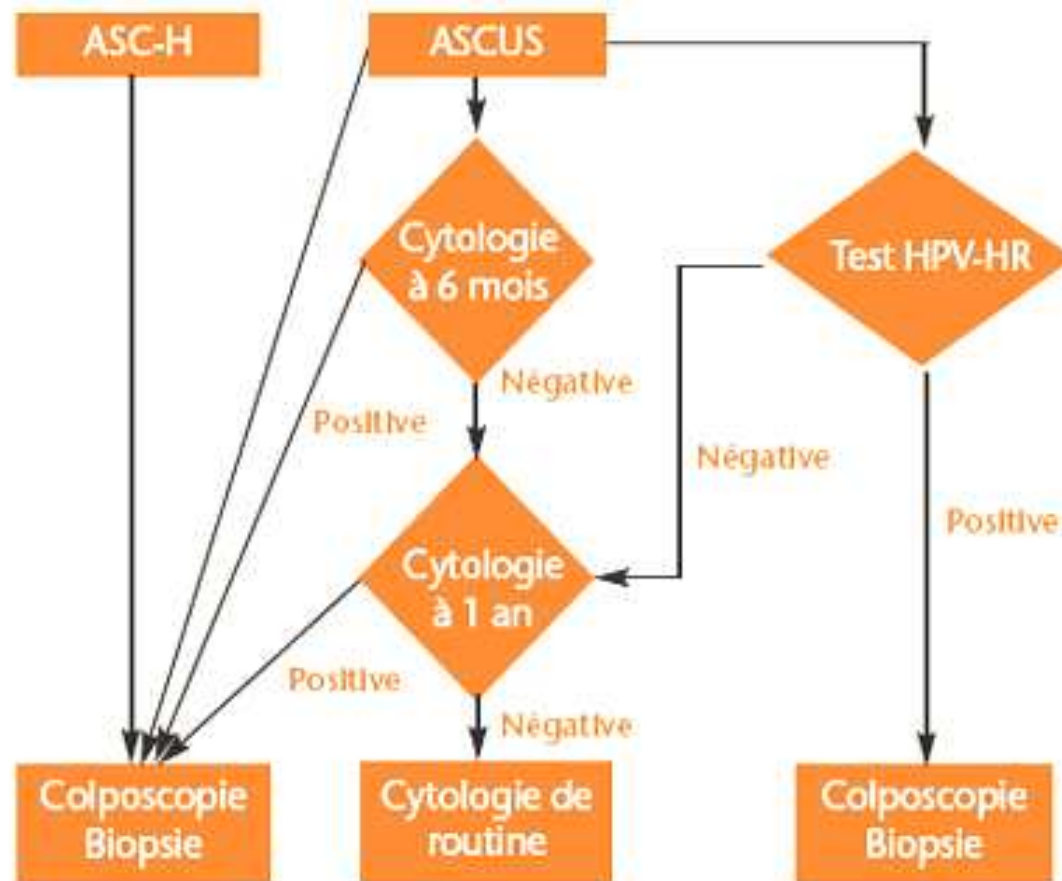 ASC-H
ASCUS
Cytologie
à 6 mois
Test HPV-HR
Négative
Positive
Négative
Positive
Cytologie
à 1 an
Positive
Négative
Colposcopie
Biopsie
Cytologie de
routine
Colposcopie
Biopsie